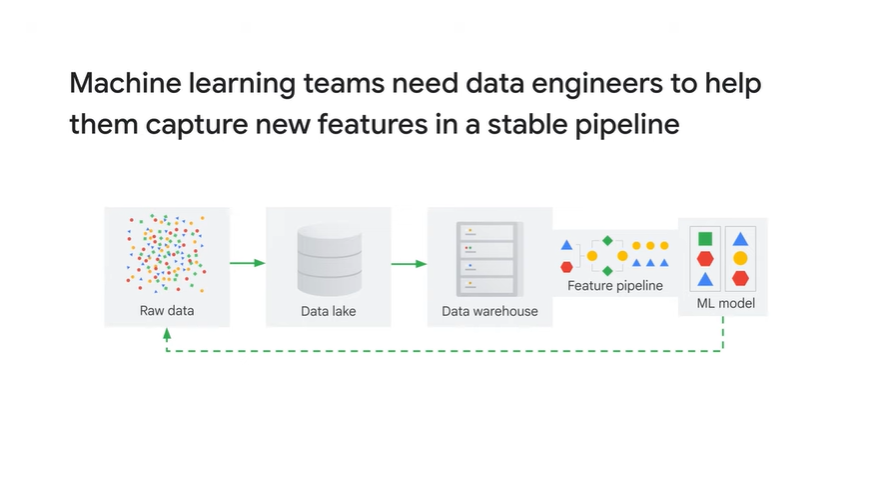 Machine learning teams need data engineers to help
them capture new features in a stable pipeline
Raw data
Data lake
Data warehouse
Feature pipeline
ML model